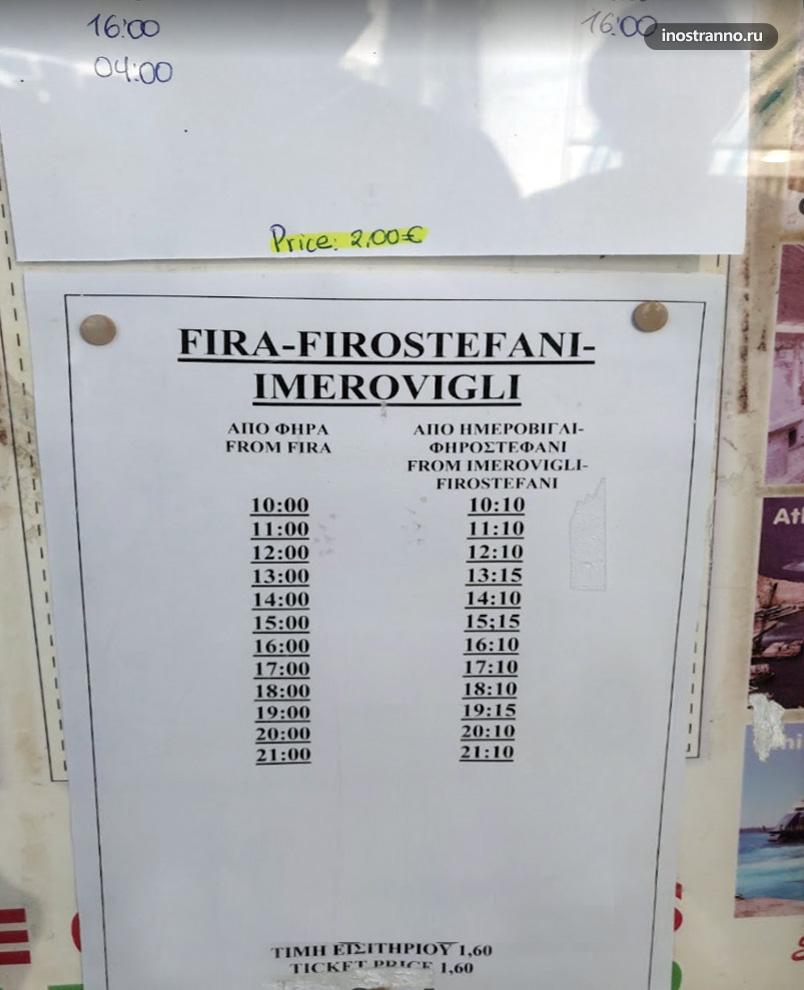 16:00 16:00
inostranno.ru
04:00
Price: 2,00€
FIRA-FIROSTEFANI-
IMEROVIGLI
ΑΠΟ ΦΗΡΑ ΑΠΟ ΗΜΕΡΟΒΙΓΛΙ-
FROM FIRA ΦΗΡΟΣΤΕΦΑΝΙ
FROM IMEROVIGLI-
FIROSTEFANI
10:00 10:10
11:00 11:10
12:00 12:10
13:00 13:15
14:00 14:10
15:00 15;15
16:00 16:10
17:00 17:10
18:00 18:10
19:00 19:15
20:00 20:10
21:00 21:10
ΤΙΜΗ ΕΙΣΙΤΗΡΙΟΥ 1,60
TICKET PRICE 1,60